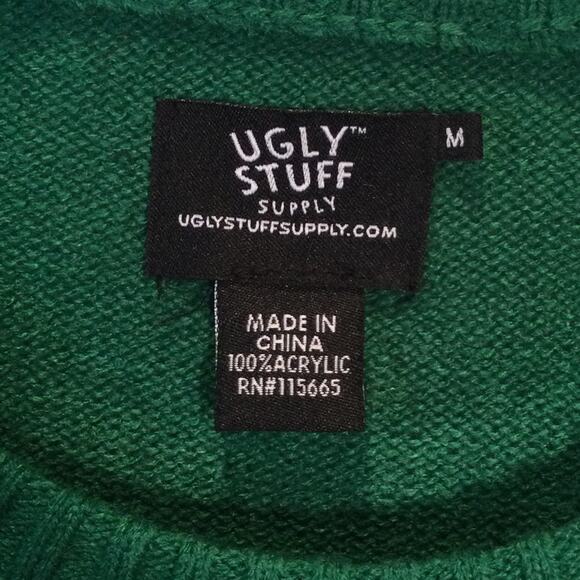 UGLY™
STUFF
SUPPLY
UGLYSTUFFSUPPLY.COM
M
MADE IN
CHINA
100%ACRYLIC
RN#115665